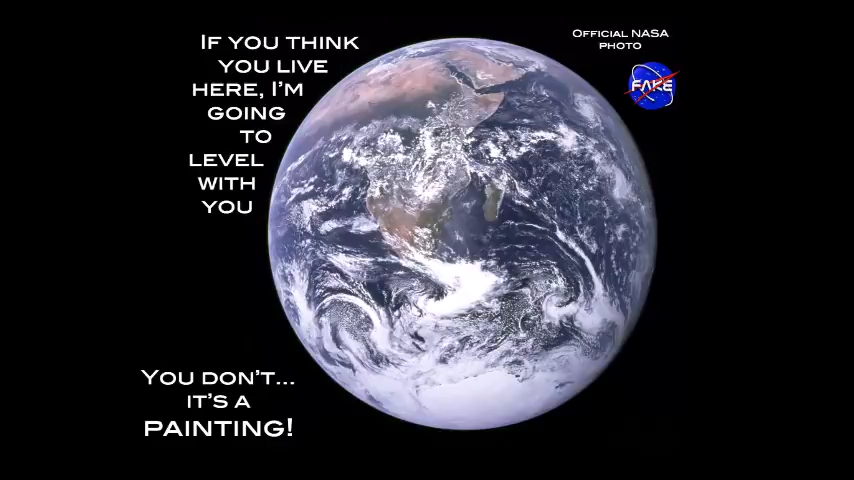 IF YOU THINK
YOU LIVE
HERE, I'M
GOING
TO
LEVEL
WITH
YOU
OFFICIAL NASA
PHOTO
FAKE
YOU DON'T...
IT'S A
PAINTING!